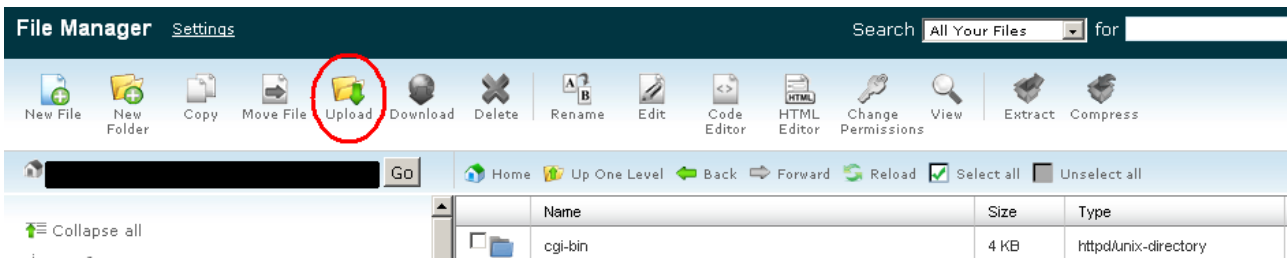 File Manager Settings Search All Your Files for
New File New Folder Copy Move File Upload Download Delete Rename Edit Code Editor HTML Editor Change Permissions View Extract Compress
Go Home Up One Level Back Forward Reload Select all Unselect all
Name Size Type
Collapse all
cgi-bin 4 KB httpd/unix-directory